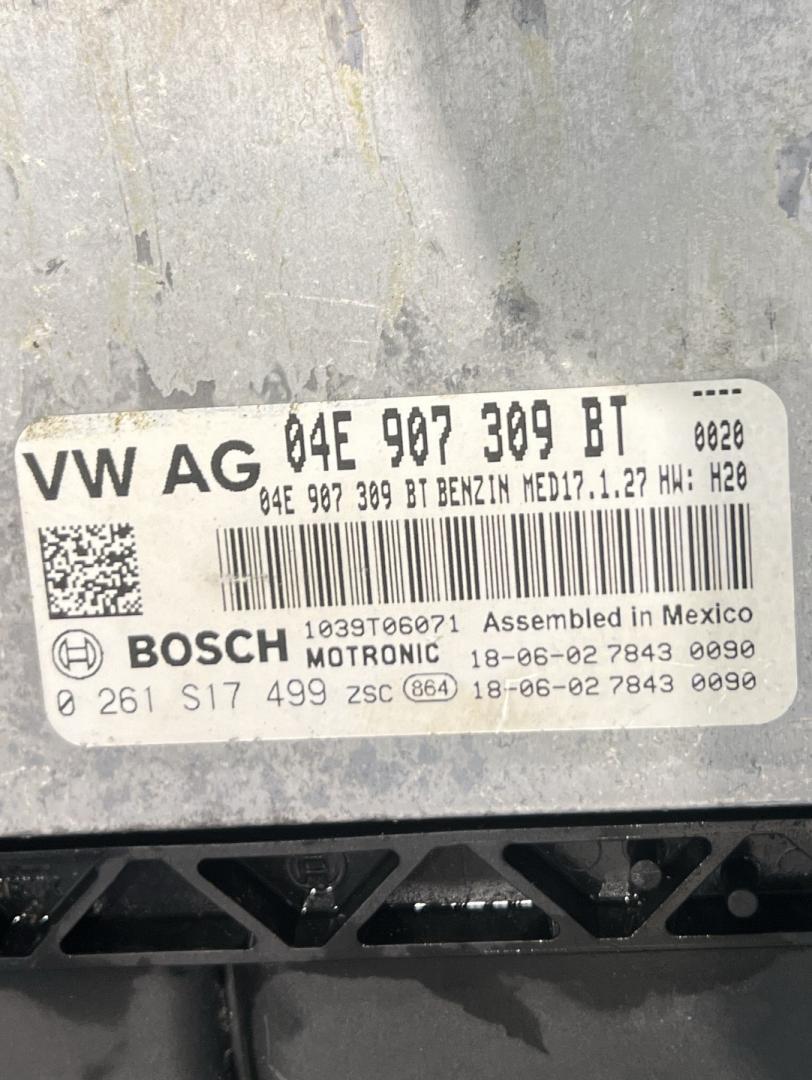 ----
VW AG 04E 907 309 BT 0020
04E 907 309 BT BENZIN MED17.1.27 HW: H20
1039T06071 Assembled in Mexico
BOSCH MOTRONIC 18-06-02 7843 0090
0 261 S17 499 ZSC 864 18-06-02 7843 0090